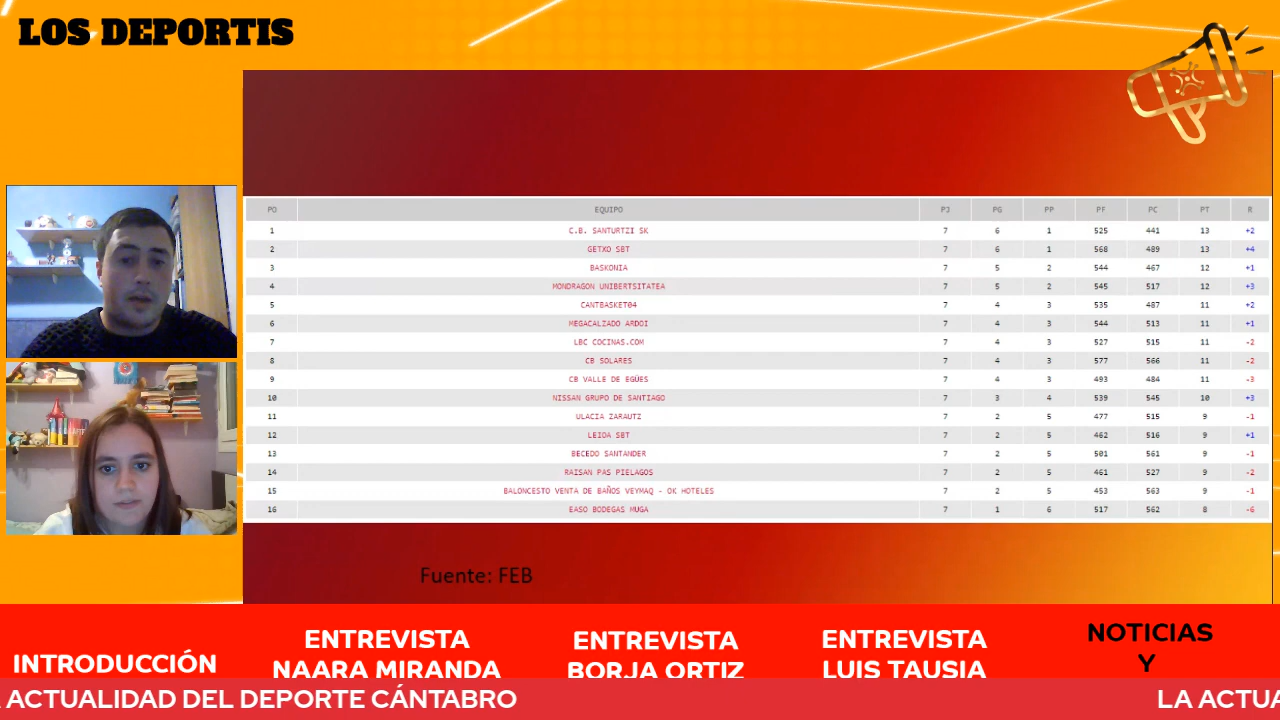 LOS DEPORTIS
PO EQUIPO PJ PG PP PF PC PT R
1 C.B. SANTURTZI SK 7 6 1 525 441 13 +2
2 GETXO SBT 7 6 1 568 489 13 +4
3 BASKONIA 7 5 2 544 467 12 +1
4 MONDRAGON UNIBERTSITATEA 7 5 2 545 517 12 +3
5 CANTBASKET04 7 4 3 535 487 11 +2
6 MEGACALZADO ARDOI 7 4 3 544 513 11 +1
7 LBC COCINAS.COM 7 4 3 527 515 11 -2
8 CB SOLARES 7 4 3 577 566 11 -2
9 CB VALLE DE EGÜES 7 4 3 493 484 11 -3
10 NISSAN GRUPO DE SANTIAGO 7 3 4 539 545 10 +3
11 ULACIA ZARAUTZ 7 2 5 477 515 9 -1
12 LEIOA SBT 7 2 5 462 516 9 +1
13 BECEDO SANTANDER 7 2 5 501 561 9 -1
14 RAISAN PAS PIELAGOS 7 2 5 461 527 9 -2
15 BALONCESTO VENTA DE BAÑOS VEYMAQ - OK HOTELES 7 2 5 453 563 9 -1
16 EASO BODEGAS MUGA 7 1 6 517 562 8 -6
Fuente: FEB
INTRODUCCIÓN
ENTREVISTA
NAARA MIRANDA
ENTREVISTA
BORJA ORTIZ
ENTREVISTA
LUIS TAUSIA
NOTICIAS
Y
ACTUALIDAD DEL DEPORTE CÁNTABRO
LA ACTUA